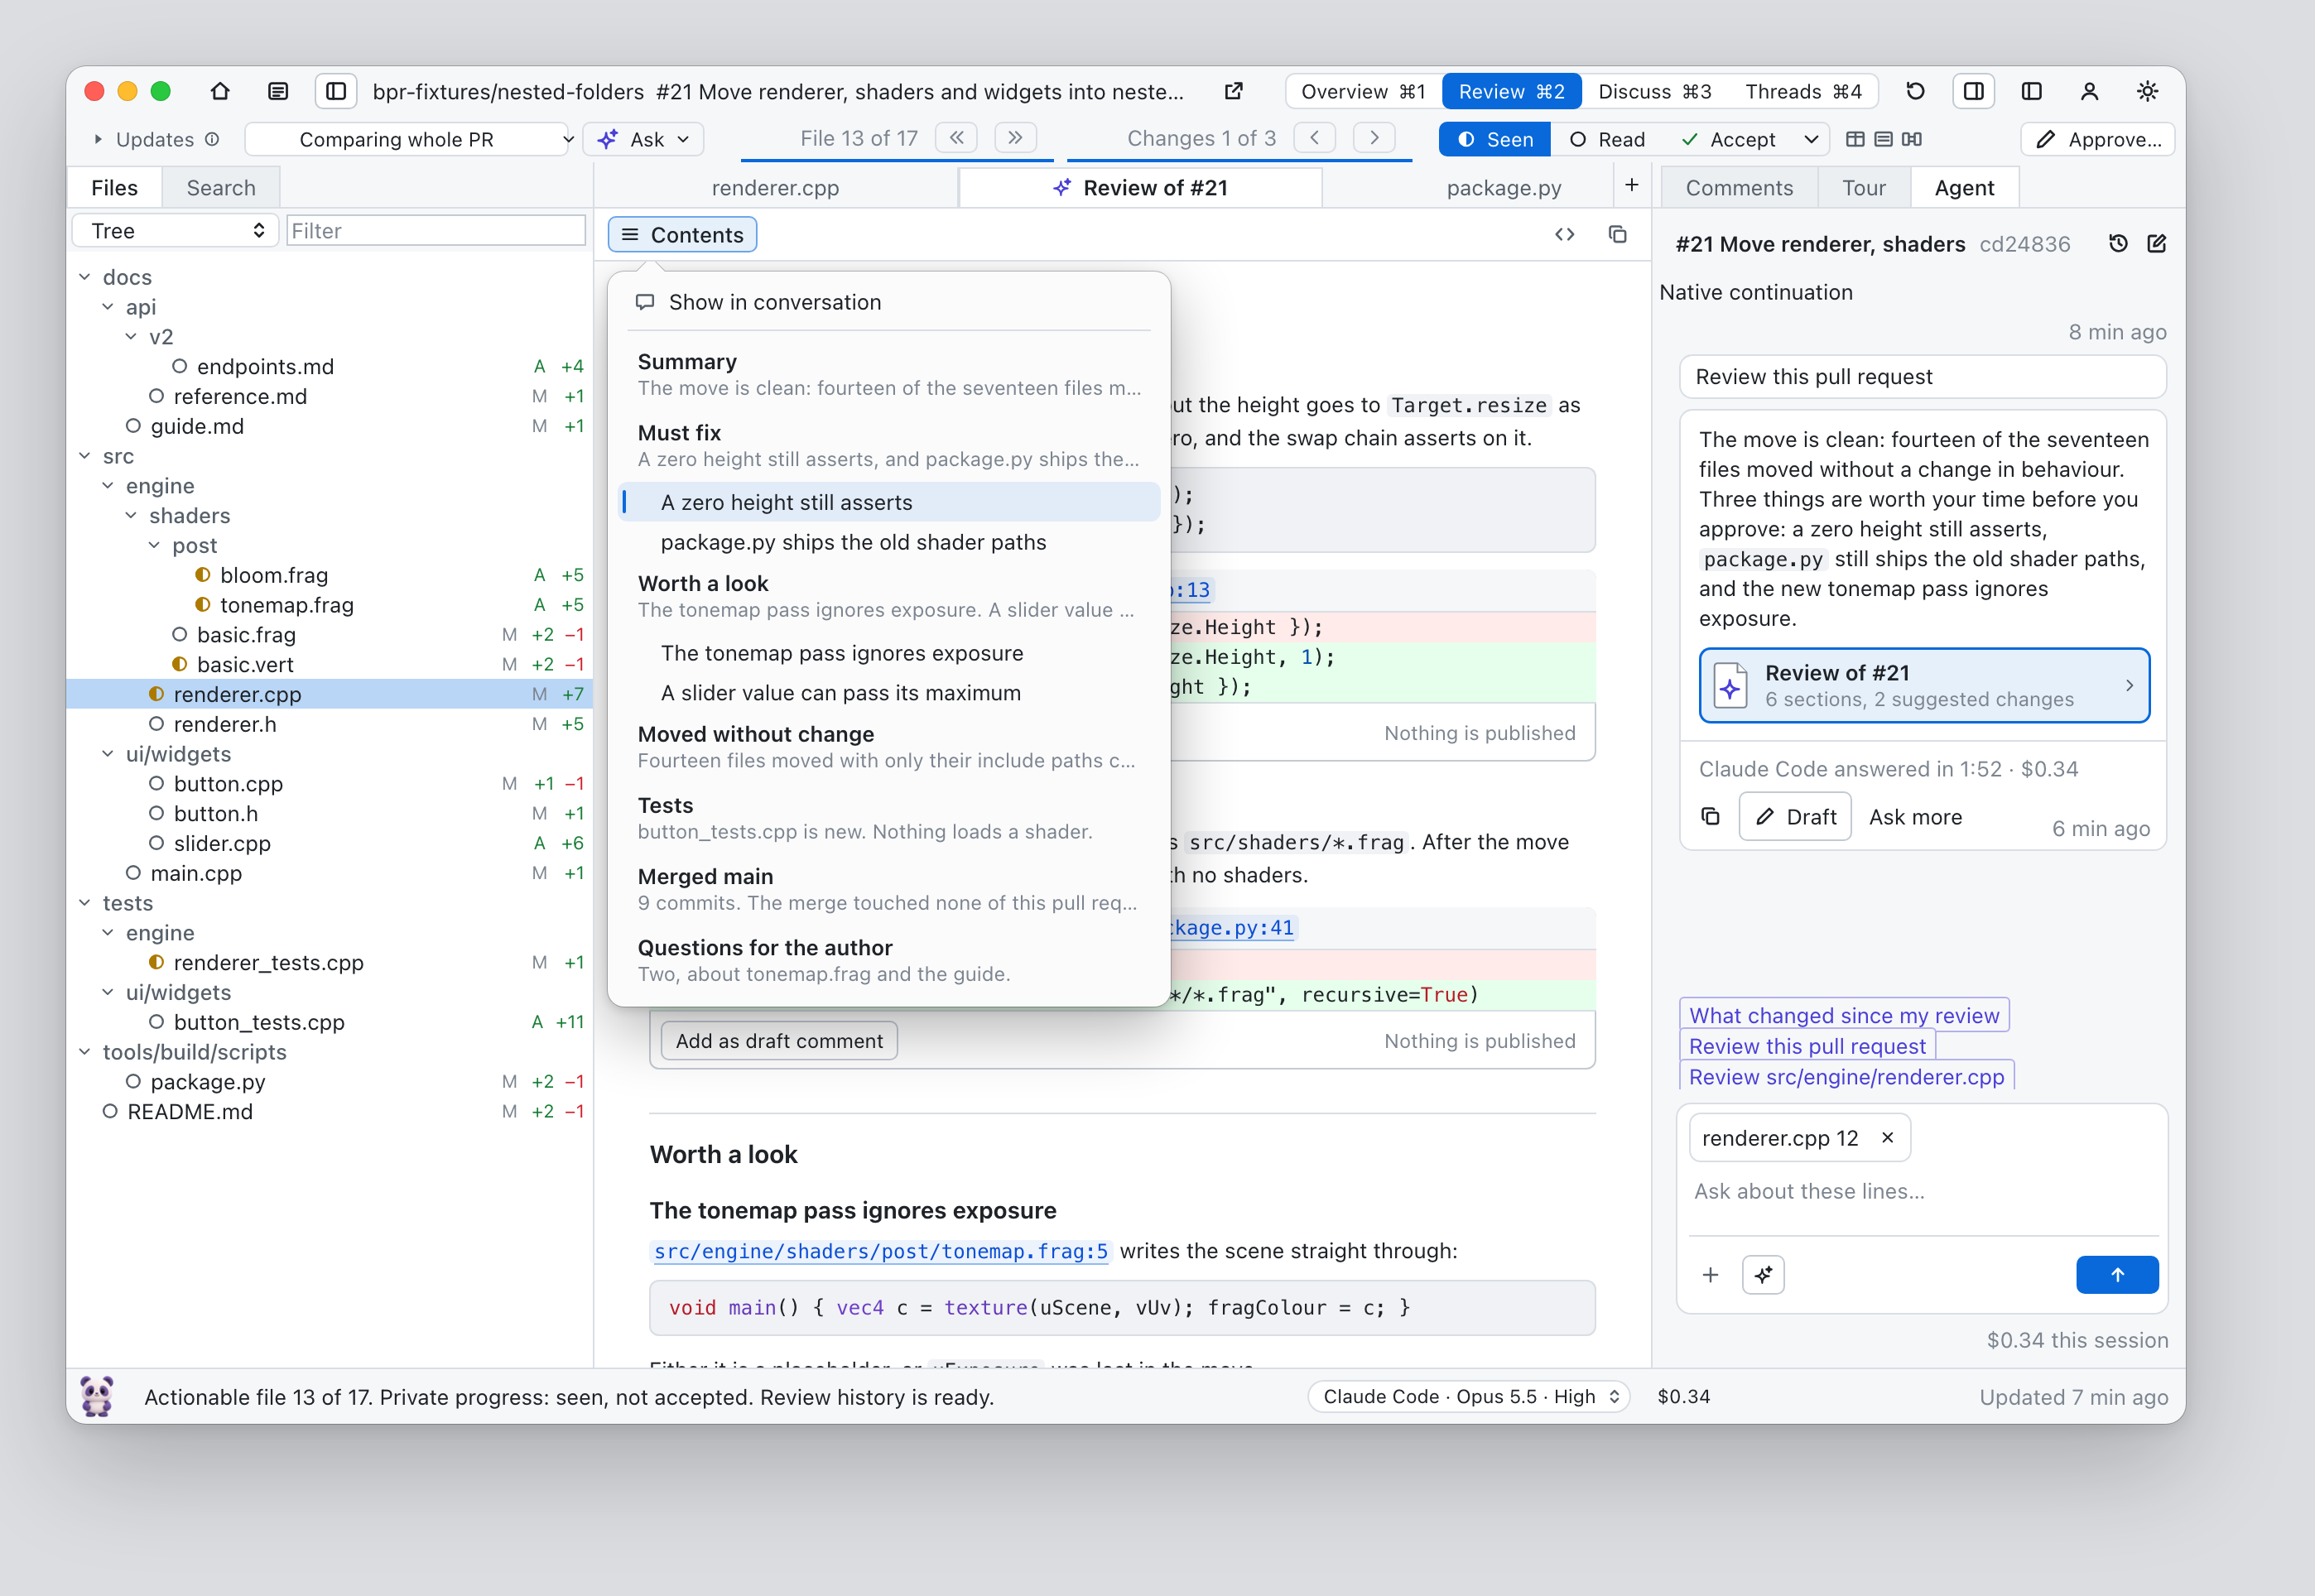 bpr-fixtures/nested-folders #21 Move renderer, shaders and widgets into neste...
Overview ⌘1
Review ⌘2
Discuss ⌘3
Threads ⌘4
Updates
Comparing whole PR
Ask
File 13 of 17
Changes 1 of 3
Seen
Read
Accept
Approve...
Files
Search
Tree
Filter
docs
api
v2
endpoints.md A +4
reference.md M +1
guide.md M +1
src
engine
shaders
post
bloom.frag A +5
tonemap.frag A +5
basic.frag M +2 −1
basic.vert M +2 −1
renderer.cpp M +7
renderer.h M +5
ui/widgets
button.cpp M +1 −1
button.h M +1
slider.cpp A +6
main.cpp M +1
tests
engine
renderer_tests.cpp M +1
ui/widgets
button_tests.cpp A +11
tools/build/scripts
package.py M +2 −1
README.md M +2 −1
renderer.cpp
Review of #21
package.py
+
Contents
Show in conversation
Summary
The move is clean: fourteen of the seventeen files m...
Must fix
A zero height still asserts, and package.py ships the...
A zero height still asserts
package.py ships the old shader paths
Worth a look
The tonemap pass ignores exposure. A slider value ...
The tonemap pass ignores exposure
A slider value can pass its maximum
Moved without change
Fourteen files moved with only their include paths c...
Tests
button_tests.cpp is new. Nothing loads a shader.
Merged main
9 commits. The merge touched none of this pull req...
Questions for the author
Two, about tonemap.frag and the guide.
the height goes to Target.resize as
and the swap chain asserts on it.
);
});
:13
.Height });
.Height, 1);
});
Nothing is published
src/shaders/*.frag. After the move
no shaders.
ckage.py:41
*/*.frag", recursive=True)
Add as draft comment
Nothing is published
Worth a look
The tonemap pass ignores exposure
src/engine/shaders/post/tonemap.frag:5 writes the scene straight through:
void main() { vec4 c = texture(uScene, vUv); fragColour = c; }
Comments
Tour
Agent
#21 Move renderer, shaders cd24836
Native continuation
8 min ago
Review this pull request
The move is clean: fourteen of the seventeen
files moved without a change in behaviour.
Three things are worth your time before you
approve: a zero height still asserts,
package.py still ships the old shader paths,
and the new tonemap pass ignores
exposure.
Review of #21
6 sections, 2 suggested changes
Claude Code answered in 1:52 · $0.34
Draft
Ask more
6 min ago
What changed since my review
Review this pull request
Review src/engine/renderer.cpp
renderer.cpp 12 ×
Ask about these lines...
$0.34 this session
Actionable file 13 of 17. Private progress: seen, not accepted. Review history is ready.
Claude Code · Opus 5.5 · High
$0.34
Updated 7 min ago